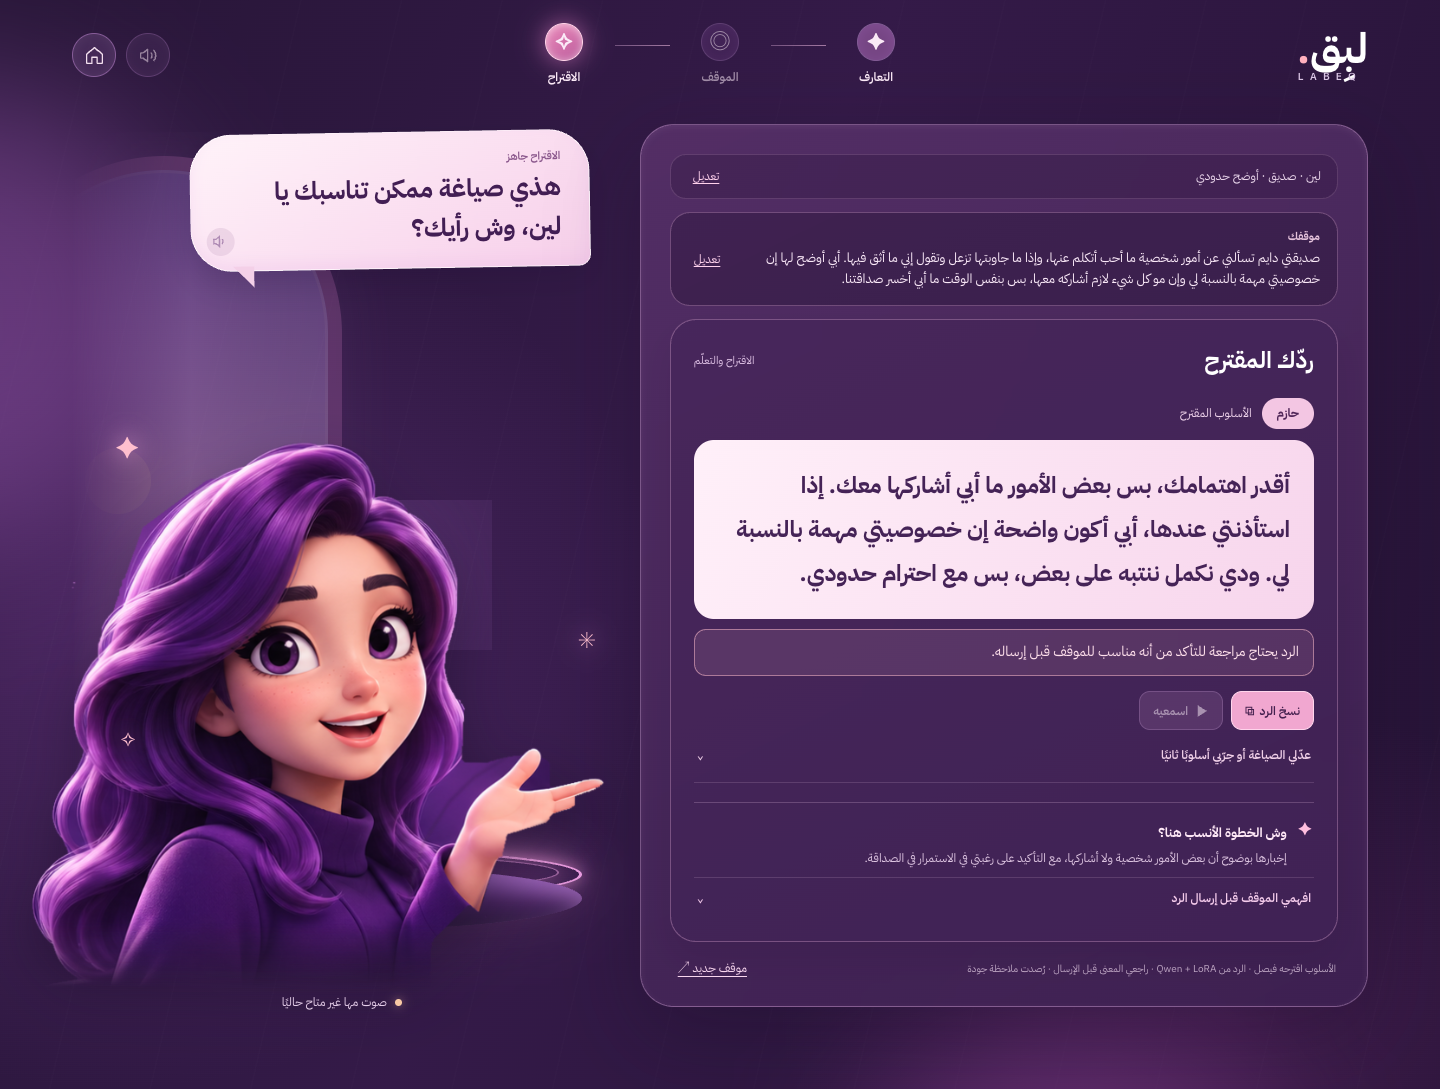 لبق.
LABEQ
التعارف
الموقف
الاقتراح
الاقتراح جاهز
هذي صياغة ممكن تناسبك يا
لين، وش رأيك؟
لين · صديق · أوضح حدودي
تعديل
موقفك
صديقتي دايم تسألني عن أمور شخصية ما أحب أتكلم عنها، وإذا ما جاوبتها تزعل وتقول إني ما أثق فيها. أبي أوضح لها إن
خصوصيتي مهمة بالنسبة لي وإن مو كل شيء لازم أشاركه معها، بس بنفس الوقت ما أبي أخسر صداقتنا.
تعديل
ردّك المقترح
الاقتراح والتعلّم
حازم
الأسلوب المقترح
أقدر اهتمامك، بس بعض الأمور ما أبي أشاركها معك. إذا
استأذنتي عندها، أبي أكون واضحة إن خصوصيتي مهمة بالنسبة
لي. ودي نكمل ننتبه على بعض، بس مع احترام حدودي.
الرد يحتاج مراجعة للتأكد من أنه مناسب للموقف قبل إرساله.
نسخ الرد
اسمعيه
عدّلي الصياغة أو جرّبي أسلوبًا ثانيًا
وش الخطوة الأنسب هنا؟
إخبارها بوضوح أن بعض الأمور شخصية ولا أشاركها، مع التأكيد على رغبتي في الاستمرار في الصداقة.
افهمي الموقف قبل إرسال الرد
الأسلوب اقترحه فيصل · الرد من Qwen + LoRA · راجعي المعنى قبل الإرسال · رُصدت ملاحظة جودة
موقف جديد ↗
صوت مها غير متاح حاليًا